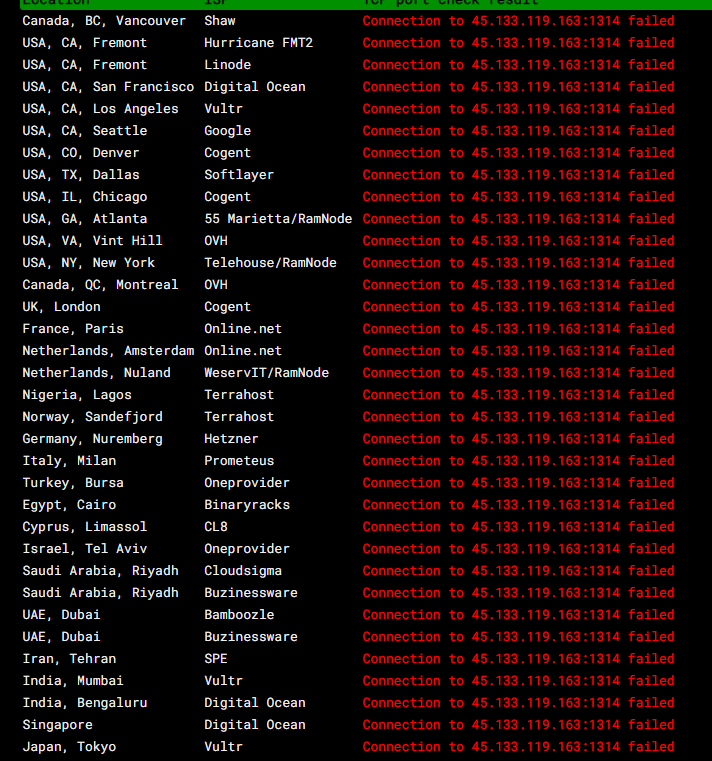 Location ISP TCP port check result
Canada, BC, Vancouver Shaw Connection to 45.133.119.163:1314 failed
USA, CA, Fremont Hurricane FMT2 Connection to 45.133.119.163:1314 failed
USA, CA, Fremont Linode Connection to 45.133.119.163:1314 failed
USA, CA, San Francisco Digital Ocean Connection to 45.133.119.163:1314 failed
USA, CA, Los Angeles Vultr Connection to 45.133.119.163:1314 failed
USA, CA, Seattle Google Connection to 45.133.119.163:1314 failed
USA, CO, Denver Cogent Connection to 45.133.119.163:1314 failed
USA, TX, Dallas Softlayer Connection to 45.133.119.163:1314 failed
USA, IL, Chicago Cogent Connection to 45.133.119.163:1314 failed
USA, GA, Atlanta 55 Marietta/RamNode Connection to 45.133.119.163:1314 failed
USA, VA, Vint Hill OVH Connection to 45.133.119.163:1314 failed
USA, NY, New York Telehouse/RamNode Connection to 45.133.119.163:1314 failed
Canada, QC, Montreal OVH Connection to 45.133.119.163:1314 failed
UK, London Cogent Connection to 45.133.119.163:1314 failed
France, Paris Online.net Connection to 45.133.119.163:1314 failed
Netherlands, Amsterdam Online.net Connection to 45.133.119.163:1314 failed
Netherlands, Nuland WeservIT/RamNode Connection to 45.133.119.163:1314 failed
Nigeria, Lagos Terrahost Connection to 45.133.119.163:1314 failed
Norway, Sandefjord Terrahost Connection to 45.133.119.163:1314 failed
Germany, Nuremberg Hetzner Connection to 45.133.119.163:1314 failed
Italy, Milan Prometeus Connection to 45.133.119.163:1314 failed
Turkey, Bursa Oneprovider Connection to 45.133.119.163:1314 failed
Egypt, Cairo Binaryracks Connection to 45.133.119.163:1314 failed
Cyprus, Limassol CL8 Connection to 45.133.119.163:1314 failed
Israel, Tel Aviv Oneprovider Connection to 45.133.119.163:1314 failed
Saudi Arabia, Riyadh Cloudsigma Connection to 45.133.119.163:1314 failed
Saudi Arabia, Riyadh Buzinessware Connection to 45.133.119.163:1314 failed
UAE, Dubai Bamboozle Connection to 45.133.119.163:1314 failed
UAE, Dubai Buzinessware Connection to 45.133.119.163:1314 failed
Iran, Tehran SPE Connection to 45.133.119.163:1314 failed
India, Mumbai Vultr Connection to 45.133.119.163:1314 failed
India, Bengaluru Digital Ocean Connection to 45.133.119.163:1314 failed
Singapore Digital Ocean Connection to 45.133.119.163:1314 failed
Japan, Tokyo Vultr Connection to 45.133.119.163:1314 failed